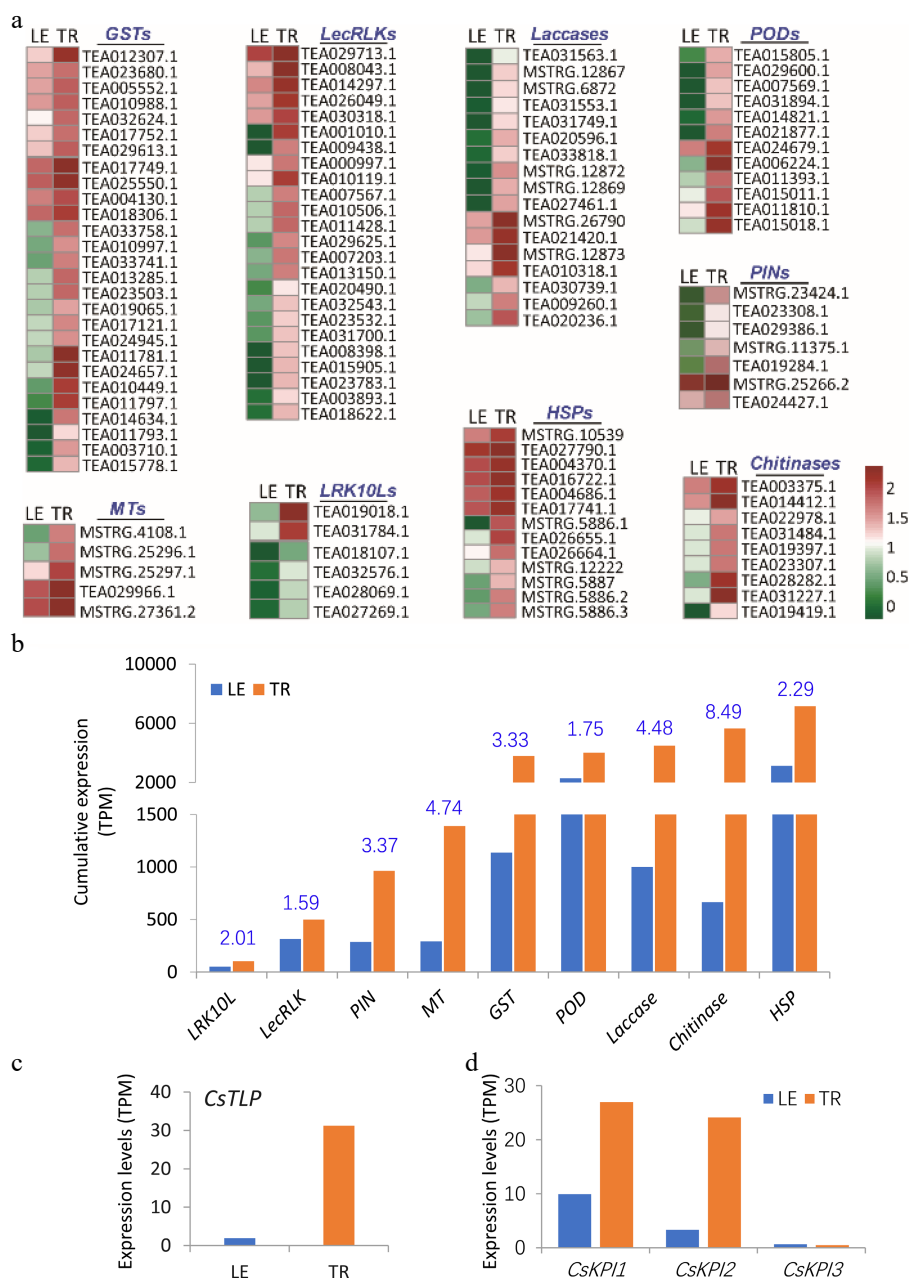 a
LE TR GSTs
TEA012307.1
TEA023680.1
TEA005552.1
TEA010988.1
TEA032624.1
TEA017752.1
TEA029613.1
TEA017749.1
TEA025550.1
TEA004130.1
TEA018306.1
TEA033758.1
TEA010997.1
TEA033741.1
TEA013285.1
TEA023503.1
TEA019065.1
TEA017121.1
TEA024945.1
TEA011781.1
TEA024657.1
TEA010449.1
TEA011797.1
TEA014634.1
TEA011793.1
TEA003710.1
TEA015778.1
LE TR LecRLKs
TEA029713.1
TEA008043.1
TEA014297.1
TEA026049.1
TEA030318.1
TEA001010.1
TEA009438.1
TEA000997.1
TEA010119.1
TEA007567.1
TEA010506.1
TEA011428.1
TEA029625.1
TEA007203.1
TEA013150.1
TEA020490.1
TEA032543.1
TEA023532.1
TEA031700.1
TEA008398.1
TEA015905.1
TEA023783.1
TEA003893.1
TEA018622.1
LE TR Laccases
TEA031563.1
MSTRG.12867
MSTRG.6872
TEA031553.1
TEA031749.1
TEA020596.1
TEA033818.1
MSTRG.12872
MSTRG.12869
TEA027461.1
MSTRG.26790
TEA021420.1
MSTRG.12873
TEA010318.1
TEA030739.1
TEA009260.1
TEA020236.1
LE TR PODs
TEA015805.1
TEA029600.1
TEA007569.1
TEA031894.1
TEA014821.1
TEA021877.1
TEA024679.1
TEA006224.1
TEA011393.1
TEA015011.1
TEA011810.1
TEA015018.1
LE TR PINs
MSTRG.23424.1
TEA023308.1
TEA029386.1
MSTRG.11375.1
TEA019284.1
MSTRG.25266.2
TEA024427.1
LE TR MTs
MSTRG.4108.1
MSTRG.25296.1
MSTRG.25297.1
TEA029966.1
MSTRG.27361.2
LE TR LRK10Ls
TEA019018.1
TEA031784.1
TEA018107.1
TEA032576.1
TEA028069.1
TEA027269.1
LE TR HSPs
MSTRG.10539
TEA027790.1
TEA004370.1
TEA016722.1
TEA004686.1
TEA017741.1
MSTRG.5886.1
TEA026655.1
TEA026664.1
MSTRG.12222
MSTRG.5887
MSTRG.5886.2
MSTRG.5886.3
LE TR Chitinases
TEA003375.1
TEA014412.1
TEA022978.1
TEA031484.1
TEA019397.1
TEA023307.1
TEA028282.1
TEA031227.1
TEA019419.1
2
1.5
1
0.5
0
b
Cumulative expression
(TPM)
10000
6000
2000
1500
1000
500
0
LE TR
2.01
1.59
3.37
4.74
3.33
1.75
4.48
8.49
2.29
LRK10L
LecRLK
PIN
MT
GST
POD
Laccase
Chitinase
HSP
c
Expression levels (TPM)
40
30
20
10
0
CsTLP
LE TR
d
Expression levels (TPM)
30
20
10
0
LE TR
CsKPI1 CsKPI2 CsKPI3